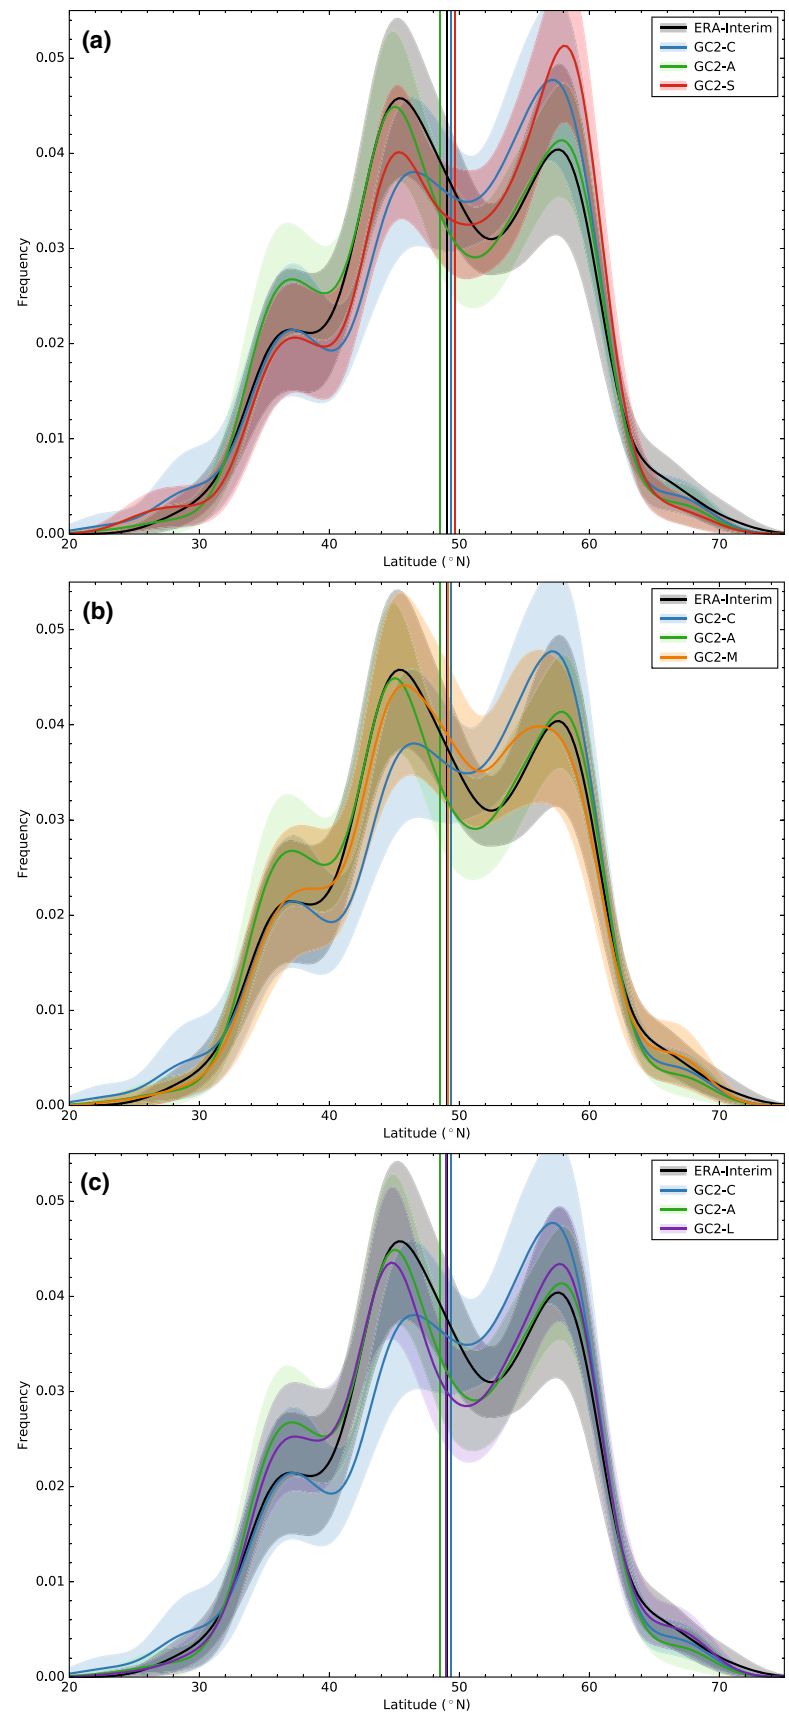 (a)
ERA-Interim
GC2-C
GC2-A
GC2-S
0.05
0.04
0.03
0.02
0.01
0.00
Frequency
20 30 40 50 60 70
Latitude (°N)
(b)
ERA-Interim
GC2-C
GC2-A
GC2-M
0.05
0.04
0.03
0.02
0.01
0.00
Frequency
20 30 40 50 60 70
Latitude (°N)
(c)
ERA-Interim
GC2-C
GC2-A
GC2-L
0.05
0.04
0.03
0.02
0.01
0.00
Frequency
20 30 40 50 60 70
Latitude (°N)